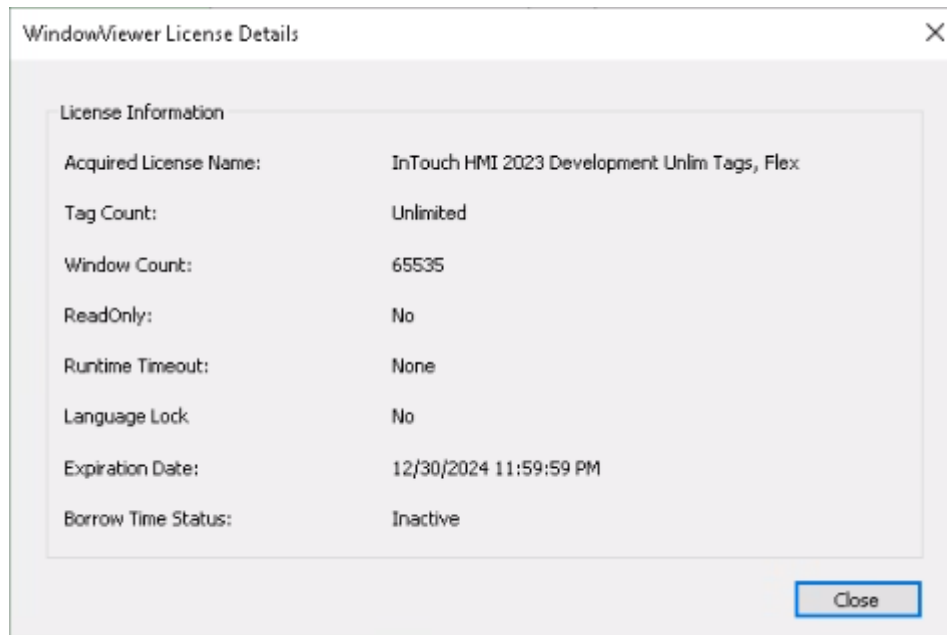 WindowViewer License Details
License Information
Acquired License Name: InTouch HMI 2023 Development Unlim Tags, Flex
Tag Count: Unlimited
Window Count: 65535
ReadOnly: No
Runtime Timeout: None
Language Lock No
Expiration Date: 12/30/2024 11:59:59 PM
Borrow Time Status: Inactive
Close